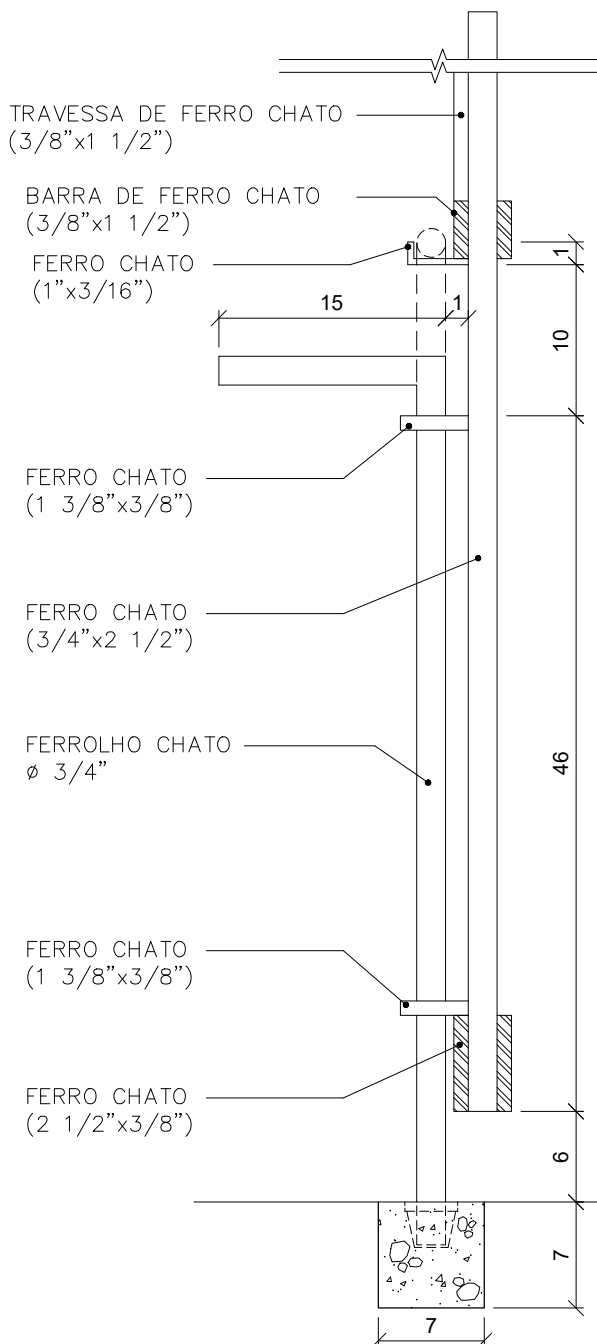 TRAVESSA DE FERRO CHATO
(3/8”x1 1/2”)
BARRA DE FERRO CHATO
(3/8”x1 1/2”)
FERRO CHATO
(1”x3/16”)
1
15
1
10
FERRO CHATO
(1 3/8”x3/8”)
FERRO CHATO
(3/4”x2 1/2”)
FERROLHO CHATO
ø 3/4”
46
FERRO CHATO
(1 3/8”x3/8”)
FERRO CHATO
(2 1/2”x3/8”)
6
7
7